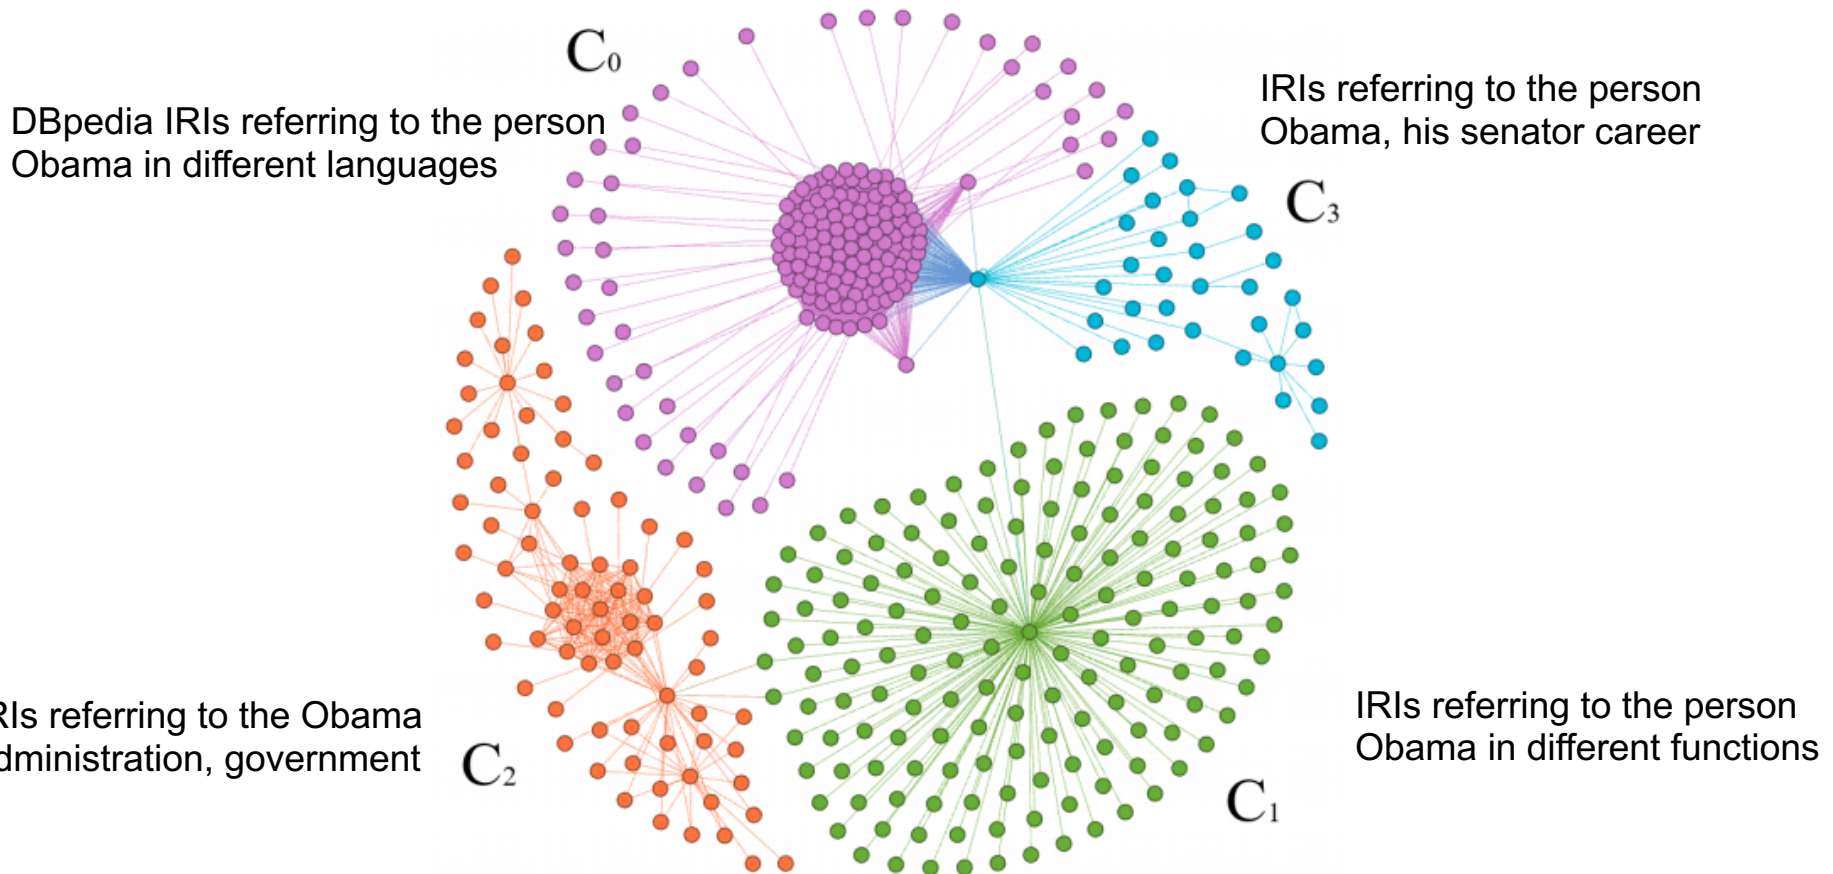 C0
DBpedia IRIs referring to the person
Obama in different languages
IRIs referring to the person
Obama, his senator career
C3
RIs referring to the Obama
dministration, government
C2
IRIs referring to the person
Obama in different functions
C1